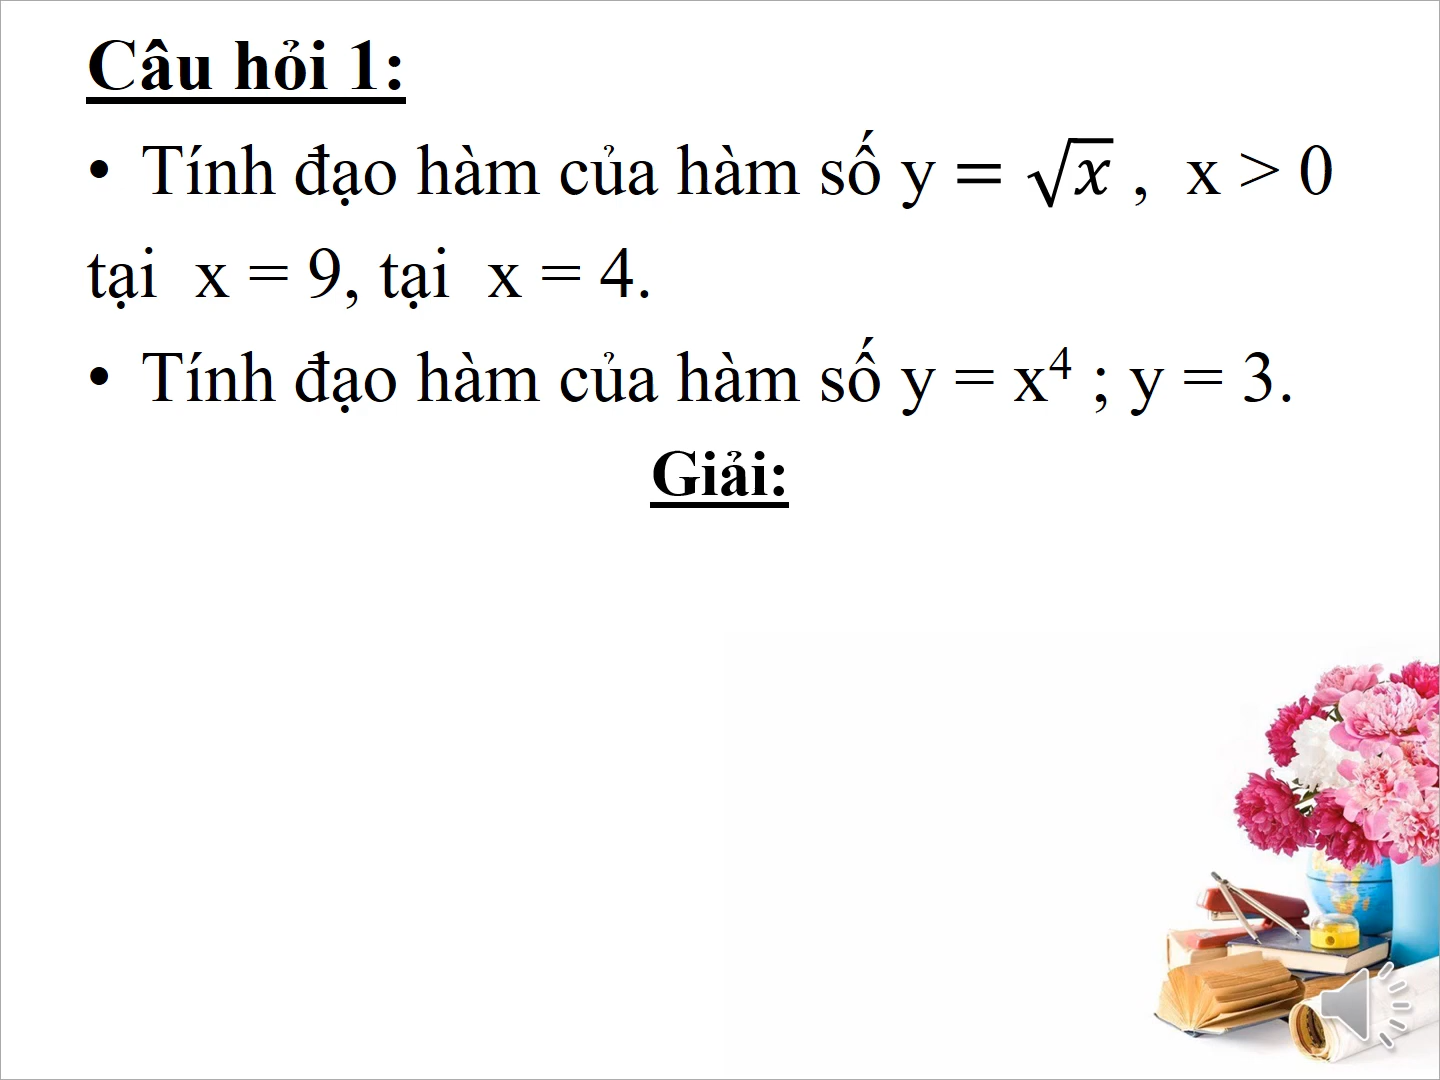 Câu hỏi 1:
• Tính đạo hàm của hàm số y = √x , x > 0
tại x = 9, tại x = 4.
• Tính đạo hàm của hàm số y = x⁴ ; y = 3.
Giải: